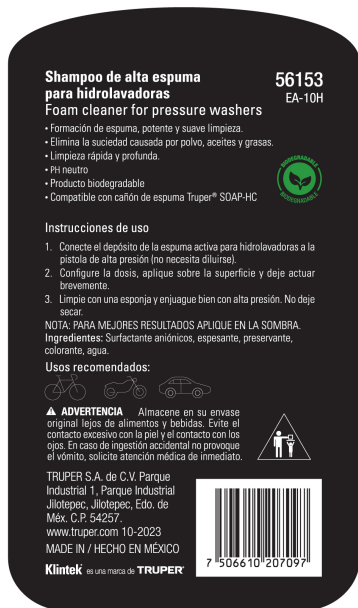 Shampoo de alta espuma
para hidrolavadoras
Foam cleaner for pressure washers
56153
EA-10H
• Formación de espuma, potente y suave limpieza.
• Elimina la suciedad causada por polvo, aceites y grasas.
• Limpieza rápida y profunda.
• PH neutro
• Producto biodegradable
• Compatible con cañón de espuma Truper® SOAP-HC
BIODEGRADABLE
BIODEGRADABLE
Instrucciones de uso
1. Conecte el depósito de la espuma activa para hidrolavadoras a la
pistola de alta presión (no necesita diluirse).
2. Configure la dosis, aplique sobre la superficie y deje actuar
brevemente.
3. Limpie con una esponja y enjuague bien con alta presión. No deje
secar.
NOTA: PARA MEJORES RESULTADOS APLIQUE EN LA SOMBRA.
Ingredientes: Surfactante aniónicos, espesante, preservante,
colorante, agua.
Usos recomendados:
ADVERTENCIA Almacene en su envase
original lejos de alimentos y bebidas. Evite el
contacto excesivo con la piel y el contacto con los
ojos. En caso de ingestión accidental no provoque
el vómito, solicite atención médica de inmediato.
TRUPER S.A. de C.V. Parque
Industrial 1, Parque Industrial
Jilotepec, Jilotepec, Edo. de
Méx. C.P. 54257.
www.truper.com 10-2023
MADE IN / HECHO EN MÉXICO
Klintek® es una marca de TRUPER®
7 506610 207097